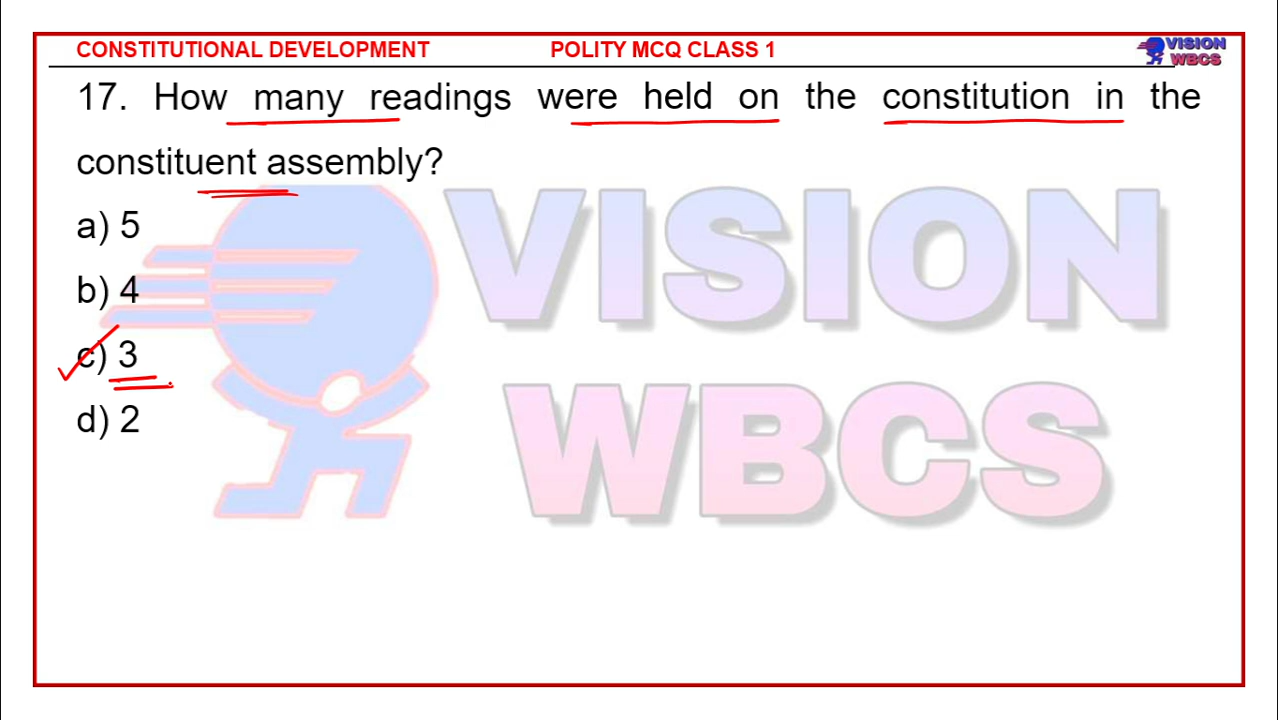 CONSTITUTIONAL DEVELOPMENT POLITY MCQ CLASS 1
VISION
WBCS
17. How many readings were held on the constitution in the
constituent assembly?
a) 5
b) 4
c) 3
d) 2
VISION
WBCS